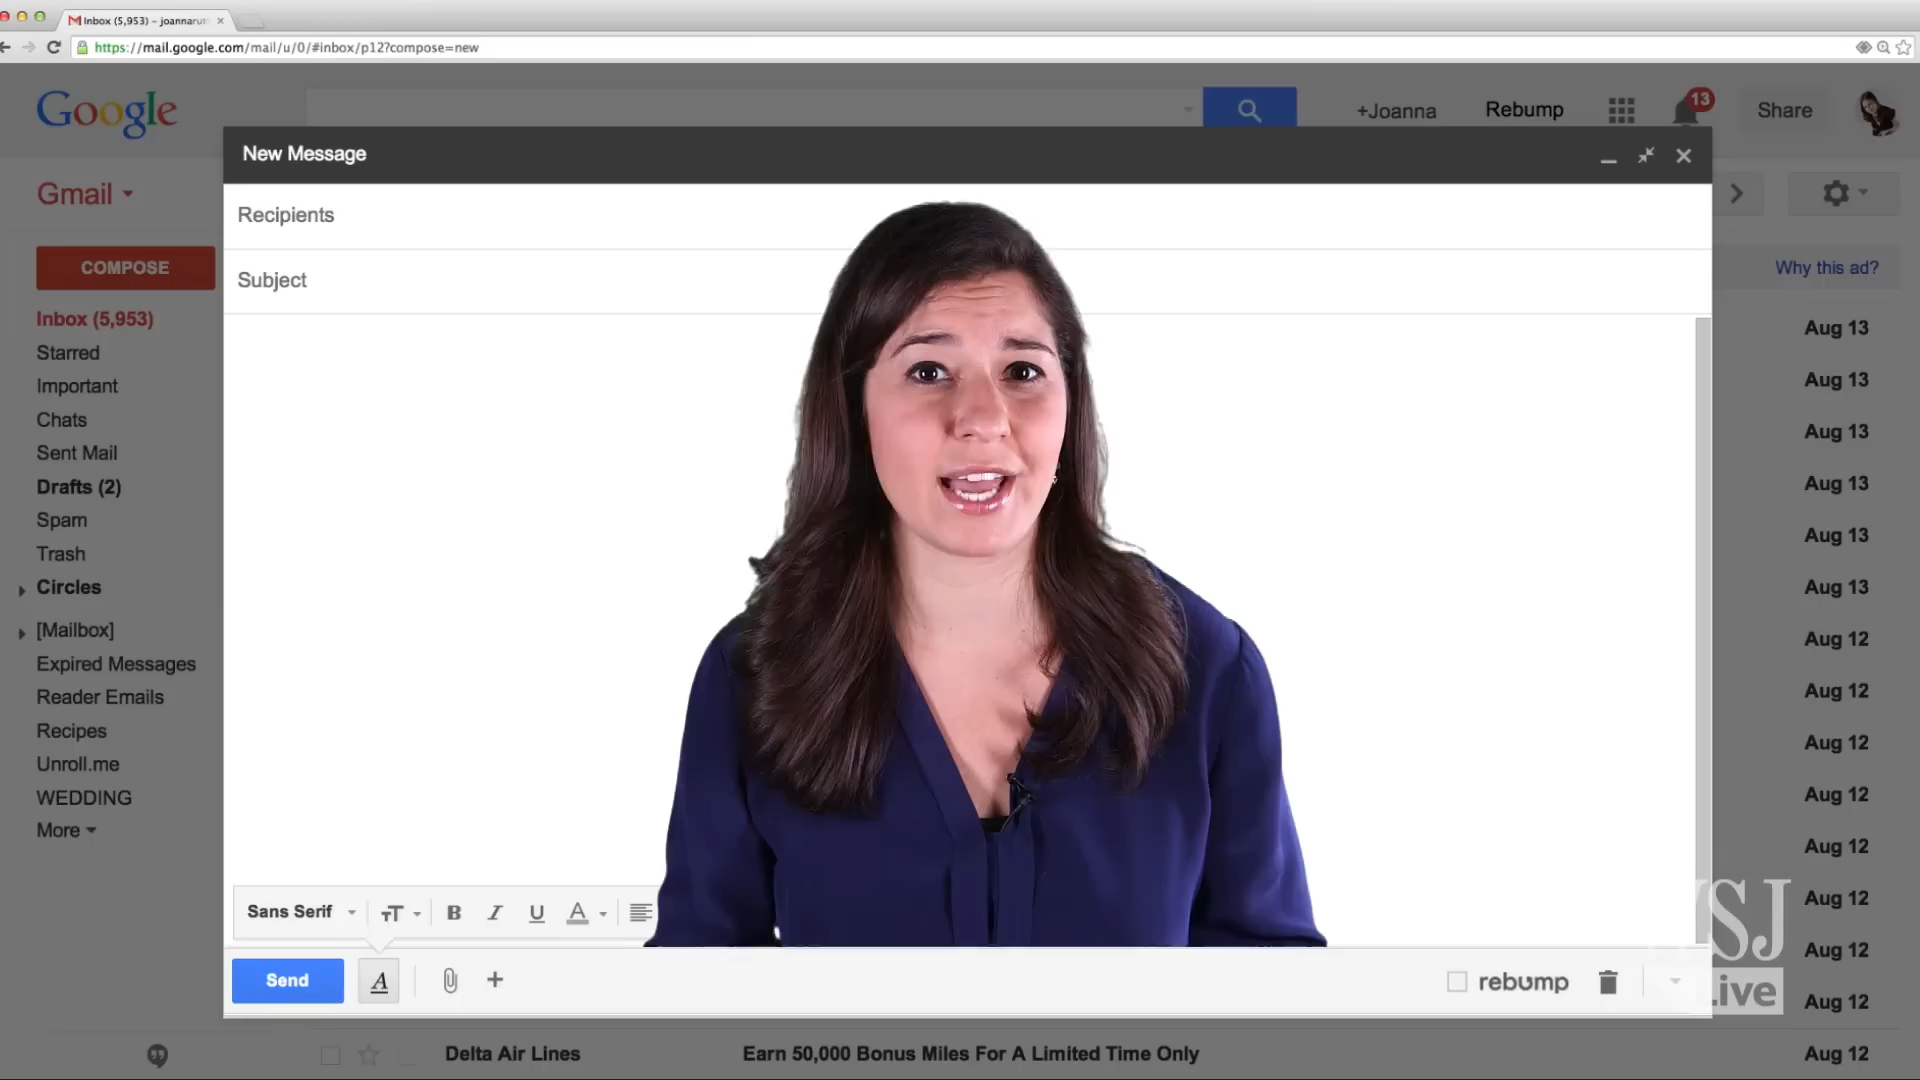 Inbox (5,953) – joannarut
https://mail.google.com/mail/u/0/#inbox/p12?compose=new
Google
+Joanna
Rebump
13
Share
New Message
Gmail
Recipients
COMPOSE
Subject
Why this ad?
Inbox (5,953)
Starred
Important
Chats
Sent Mail
Drafts (2)
Spam
Trash
Circles
[Mailbox]
Expired Messages
Reader Emails
Recipes
Unroll.me
WEDDING
More
Aug 13
Aug 13
Aug 13
Aug 13
Aug 13
Aug 13
Aug 12
Aug 12
Aug 12
Aug 12
Aug 12
Aug 12
Aug 12
Aug 12
Sans Serif
TT
B
I
U
A
WSJ
Live
Send
A
rebump
Delta Air Lines
Earn 50,000 Bonus Miles For A Limited Time Only
Aug 12